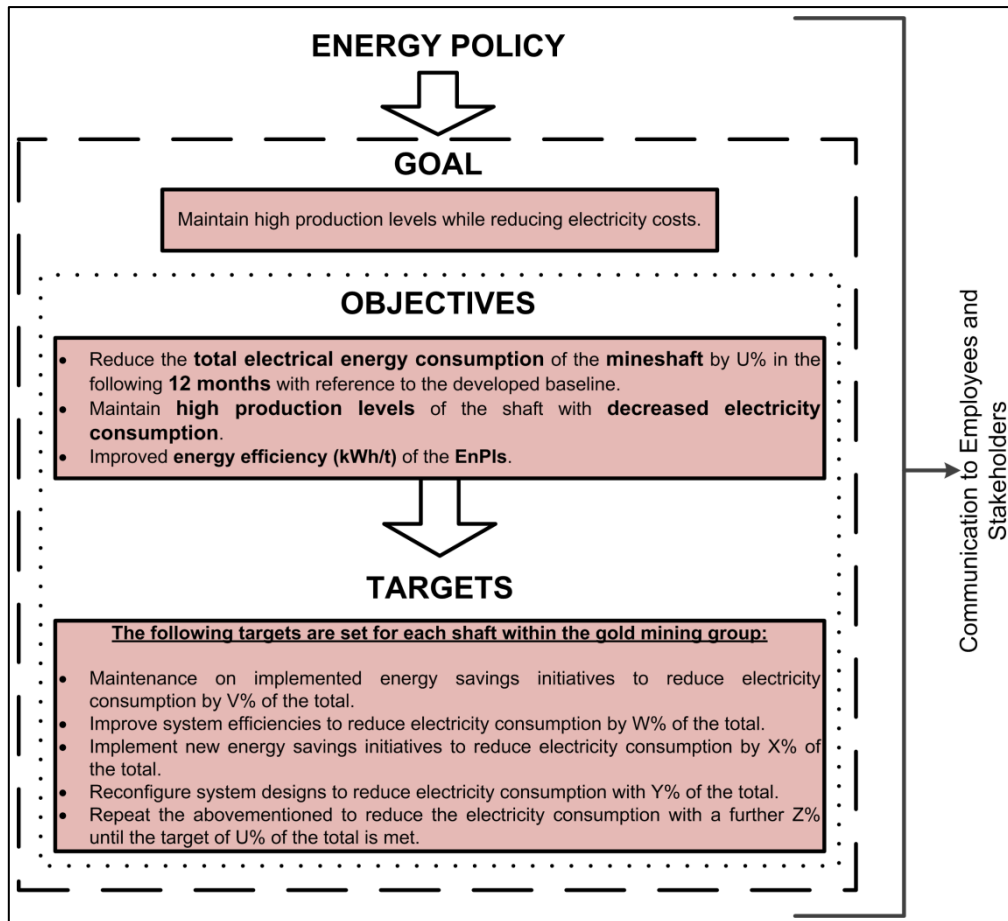 ENERGY POLICY
GOAL
Maintain high production levels while reducing electricity costs.
OBJECTIVES
• Reduce the total electrical energy consumption of the mineshaft by U% in the
following 12 months with reference to the developed baseline.
• Maintain high production levels of the shaft with decreased electricity
consumption.
• Improved energy efficiency (kWh/t) of the EnPIs.
TARGETS
The following targets are set for each shaft within the gold mining group:
• Maintenance on implemented energy savings initiatives to reduce electricity
consumption by V% of the total.
• Improve system efficiencies to reduce electricity consumption by W% of the total.
• Implement new energy savings initiatives to reduce electricity consumption by X% of
the total.
• Reconfigure system designs to reduce electricity consumption with Y% of the total.
• Repeat the abovementioned to reduce the electricity consumption with a further Z%
until the target of U% of the total is met.
Communication to Employees and
Stakeholders